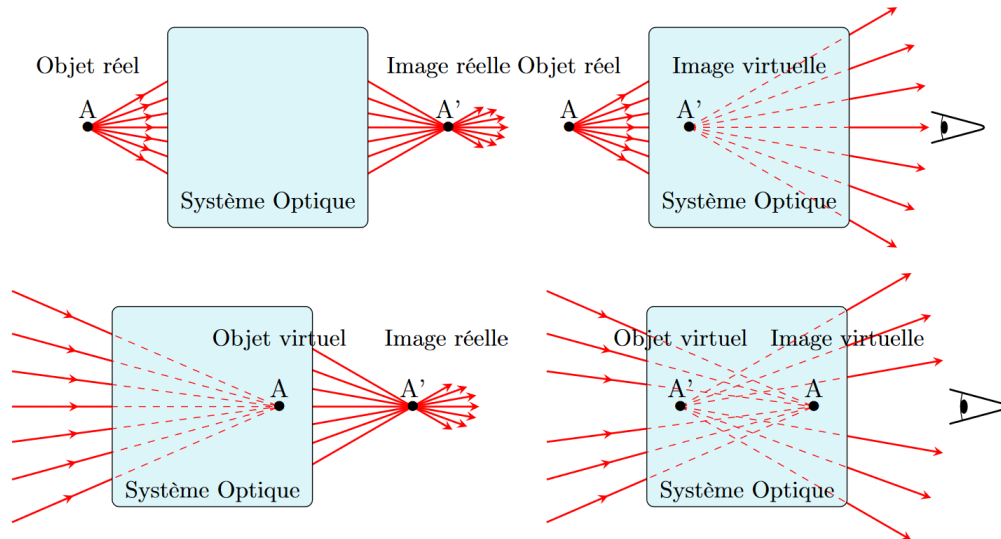 Objet réel
Image réelle
A
A'
Système Optique
Objet réel
Image virtuelle
A
A'
Système Optique
Objet virtuel
Image réelle
A
A'
Système Optique
Objet virtuel
Image virtuelle
A'
A
Système Optique